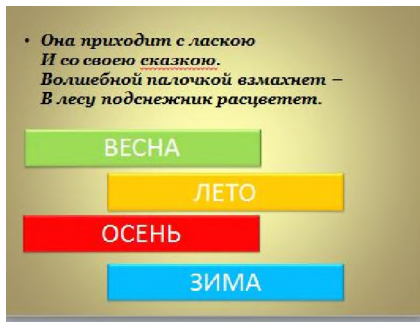 • Она приходит с ласкою
И со своею сказкою.
Волшебной палочкой взмахнет –
В лесу подснежник расцветет.
ВЕСНА
ЛЕТО
ОСЕНЬ
ЗИМА